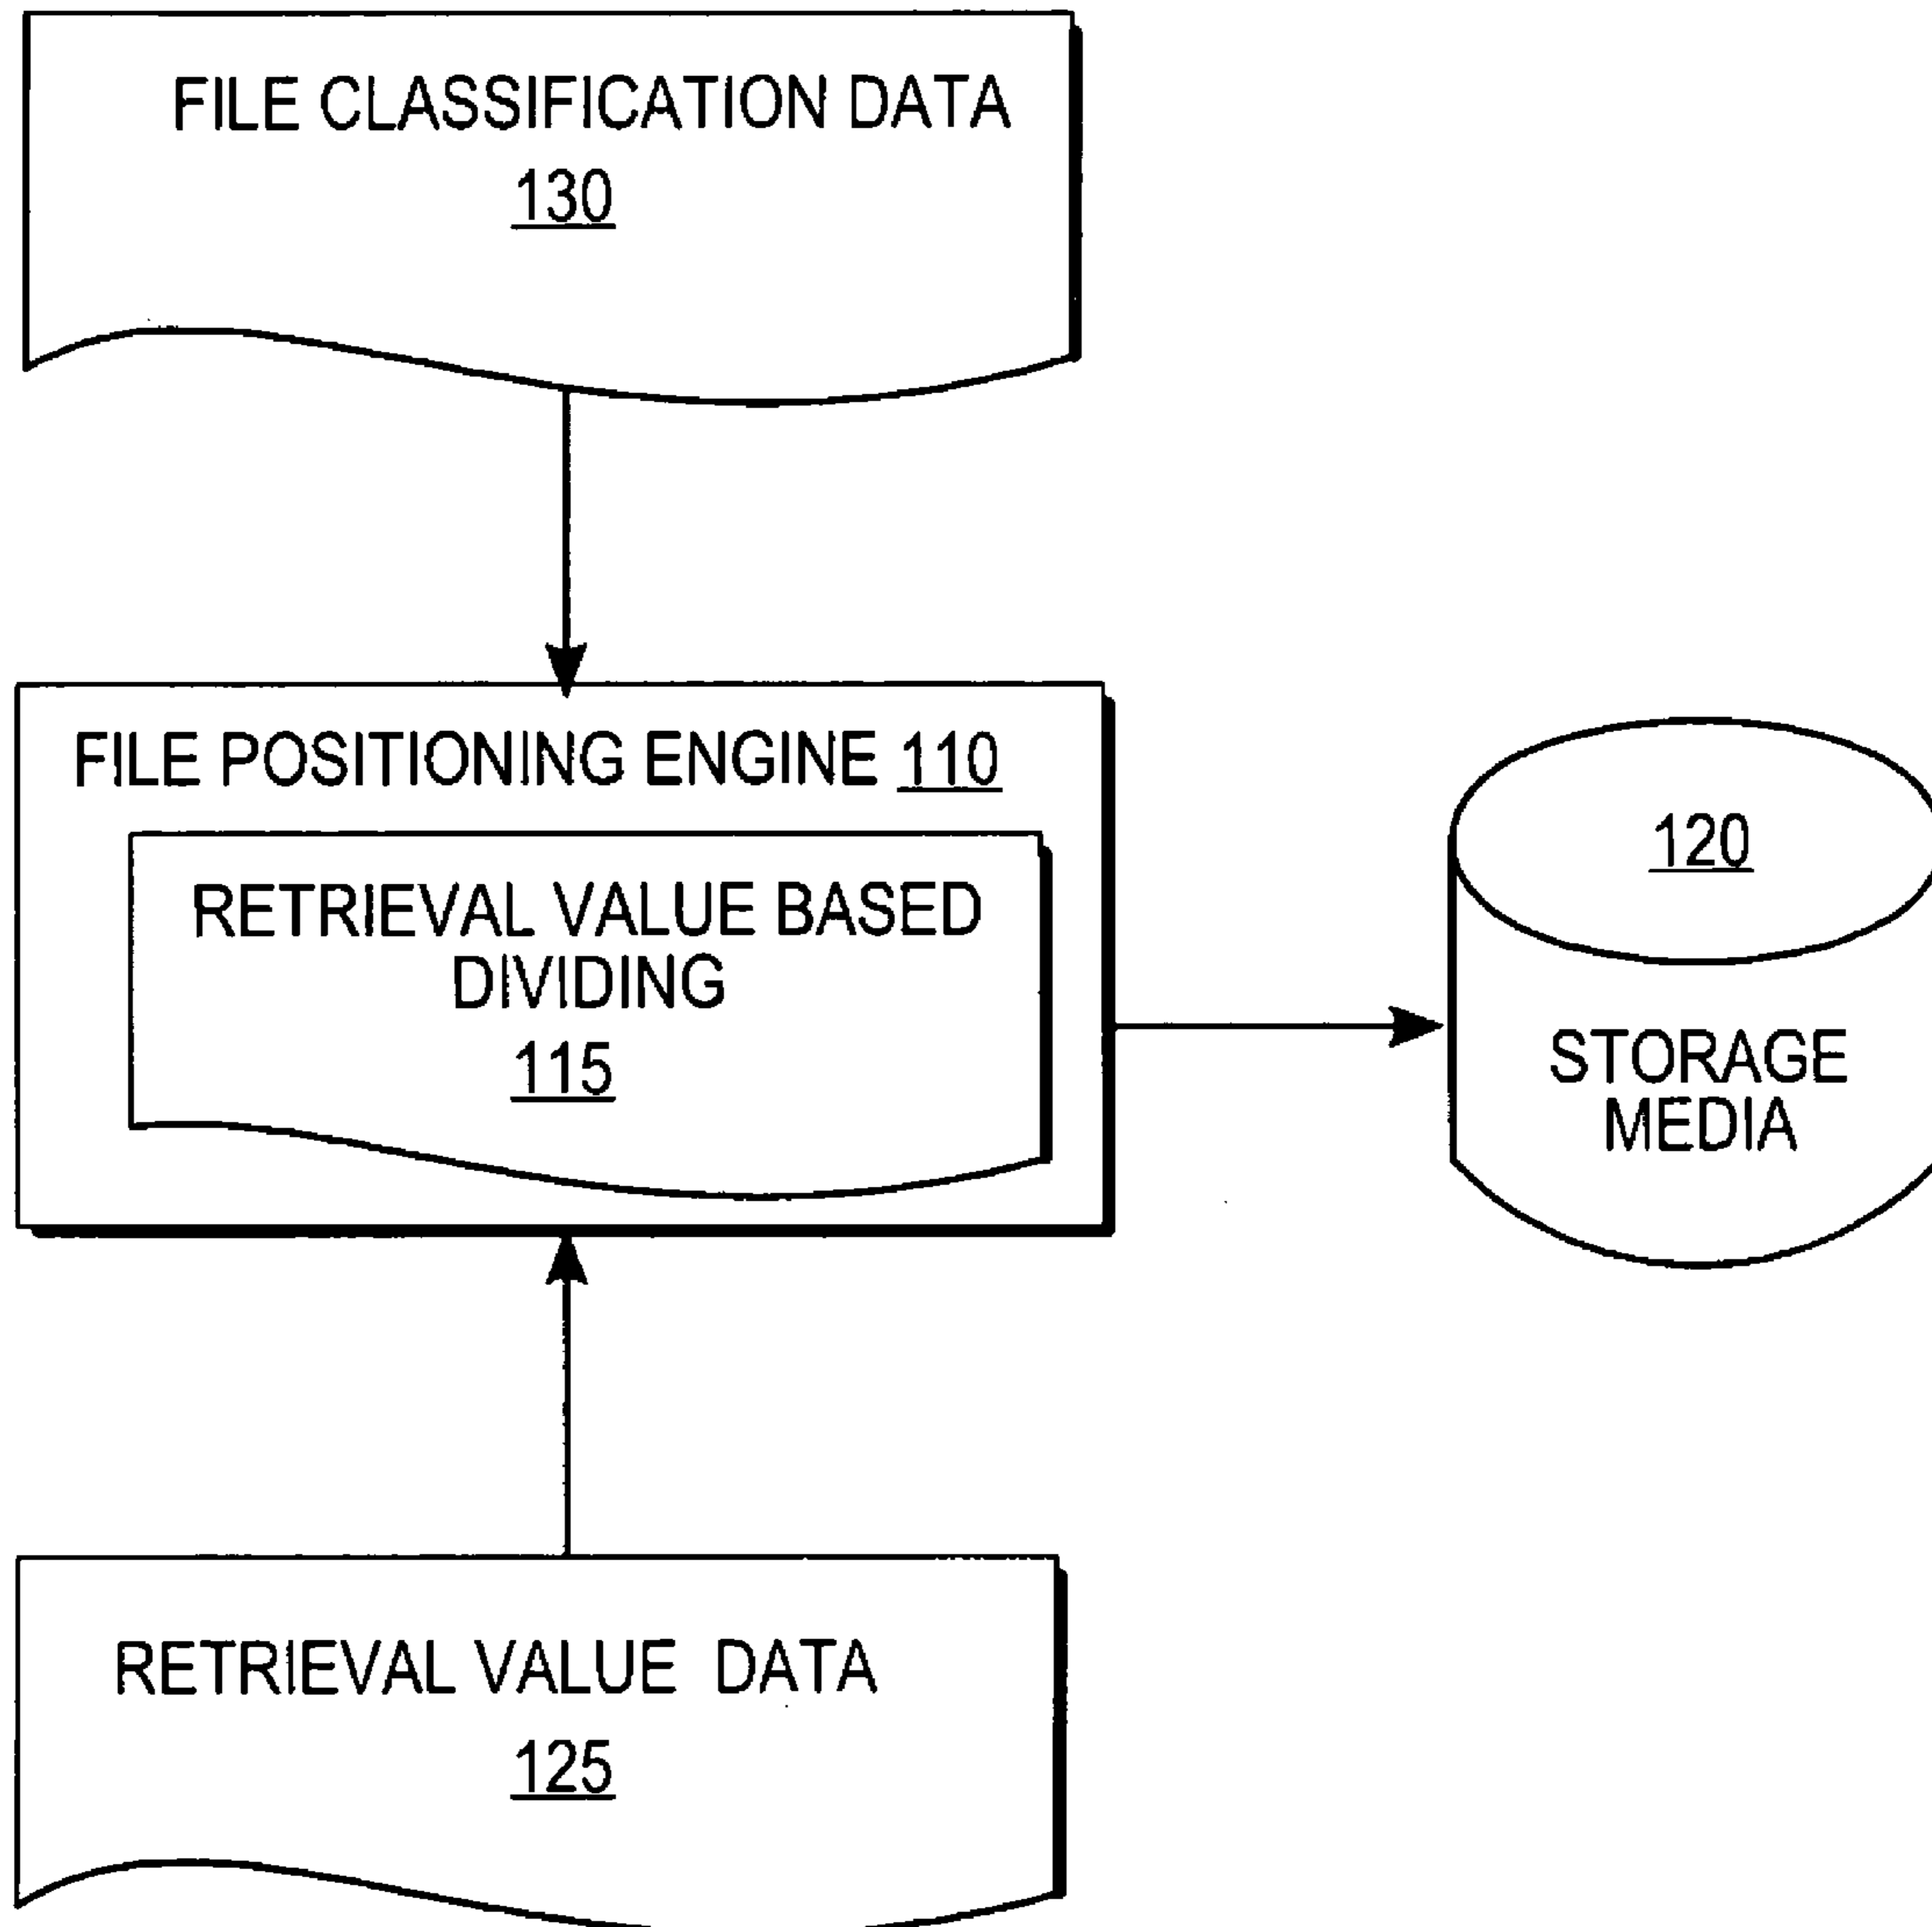 FILE CLASSIFICATION DATA
130
FILE POSITIONING ENGINE 110
RETRIEVAL VALUE BASED
DIVIDING
115
120
STORAGE
MEDIA
RETRIEVAL VALUE DATA
125